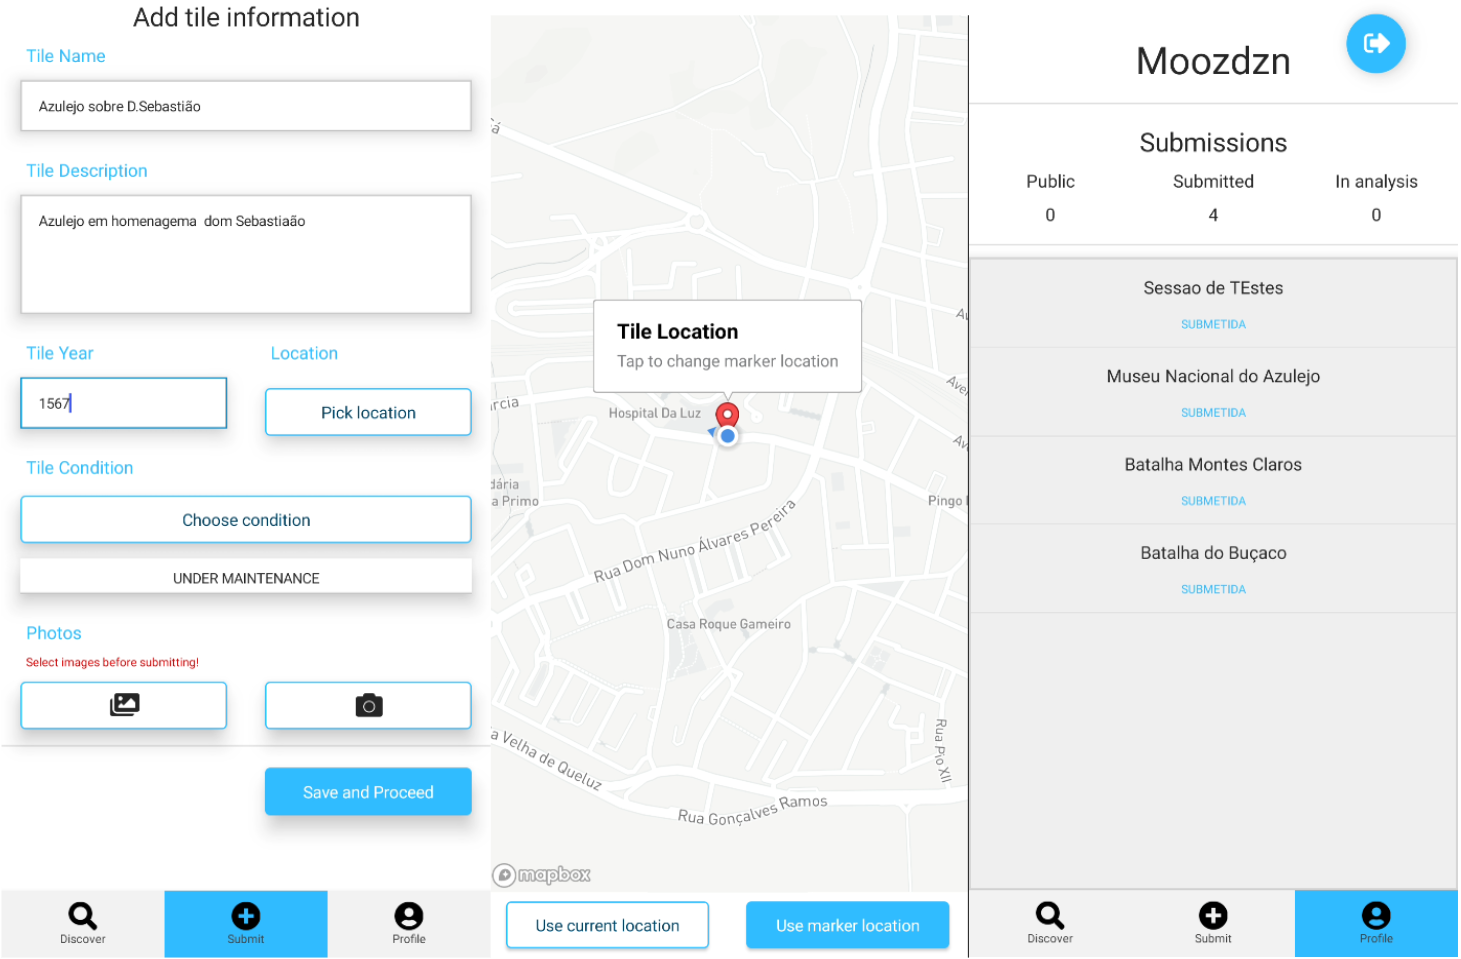 Add tile information
Tile Name
Azulejo sobre D.Sebastião
Tile Description
Azulejo em homenagema  dom Sebastiaão
Tile Year
Location
1567
Pick location
Tile Condition
Choose condition
UNDER MAINTENANCE
Photos
Select images before submitting!
Save and Proceed
Discover
Submit
Profile
Tile Location
Tap to change marker location
Hospital Da Luz
Pingo
a Primo
Rua Dom Nuno Álvares Pereira
Casa Roque Gameiro
a Velha de Queluz
Rua Pio XII
Rua Gonçalves Ramos
mapbox
Use current location
Use marker location
Moozdzn
Submissions
Public
Submitted
In analysis
0
4
0
Sessao de TEstes
SUBMETIDA
Museu Nacional do Azulejo
SUBMETIDA
Batalha Montes Claros
SUBMETIDA
Batalha do Buçaco
SUBMETIDA
Discover
Submit
Profile